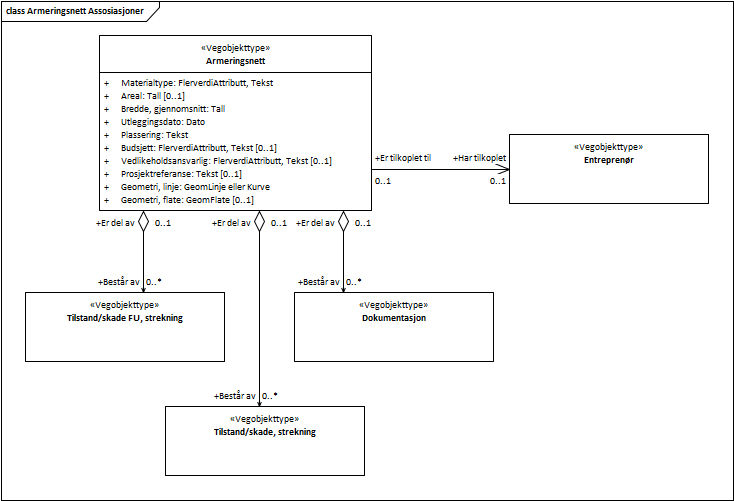 class Armeringsnett Assosiasjoner
«Vegobjekttype»
Armeringsnett
+ Materialtype: FlerverdiAttributt, Tekst
+ Areal: Tall [0..1]
+ Bredde, gjennomsnitt: Tall
+ Utleggingsdato: Dato
+ Plassering: Tekst
+ Budsjett: FlerverdiAttributt, Tekst [0..1]
+ Vedlikeholdsansvarlig: FlerverdiAttributt, Tekst [0..1]
+ Prosjektreferanse: Tekst [0..1]
+ Geometri, linje: GeomLinje eller Kurve
+ Geometri, flate: GeomFlate [0..1]
+Er tilkoplet til +Har tilkoplet
0..1 0..1
«Vegobjekttype»
Entreprenør
+Er del av 0..1 +Er del av 0..1 +Er del av 0..1
+Består av 0..* +Består av 0..*
«Vegobjekttype»
Tilstand/skade FU, strekning
«Vegobjekttype»
Dokumentasjon
+Består av 0..*
«Vegobjekttype»
Tilstand/skade, strekning